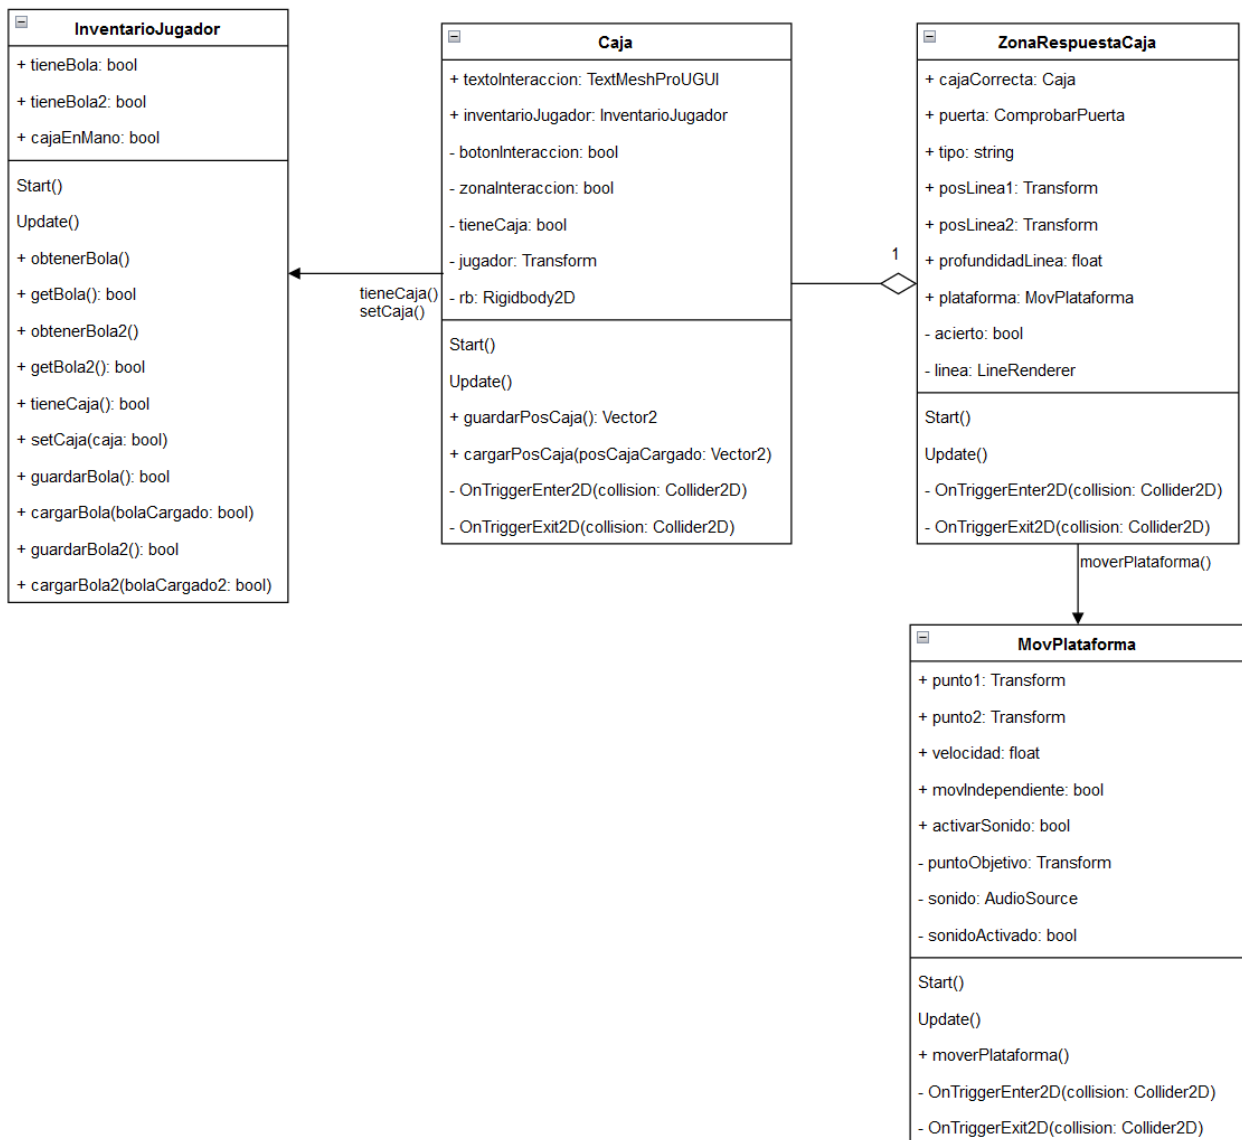 InventarioJugador
+ tieneBola: bool
+ tieneBola2: bool
+ cajaEnMano: bool
Start()
Update()
+ obtenerBola()
+ getBola(): bool
+ obtenerBola2()
+ getBola2(): bool
+ tieneCaja(): bool
+ setCaja(caja: bool)
+ guardarBola(): bool
+ cargarBola(bolaCargado: bool)
+ guardarBola2(): bool
+ cargarBola2(bolaCargado2: bool)
tieneCaja()
setCaja()
Caja
+ textoInteraccion: TextMeshProUGUI
+ inventarioJugador: InventarioJugador
- botonInteraccion: bool
- zonaInteraccion: bool
- tieneCaja: bool
- jugador: Transform
- rb: Rigidbody2D
Start()
Update()
+ guardarPosCaja(): Vector2
+ cargarPosCaja(posCajaCargado: Vector2)
- OnTriggerEnter2D(collision: Collider2D)
- OnTriggerExit2D(collision: Collider2D)
1
ZonaRespuestaCaja
+ cajaCorrecta: Caja
+ puerta: ComprobarPuerta
+ tipo: string
+ posLinea1: Transform
+ posLinea2: Transform
+ profundidadLinea: float
+ plataforma: MovPlataforma
- acierto: bool
- linea: LineRenderer
Start()
Update()
- OnTriggerEnter2D(collision: Collider2D)
- OnTriggerExit2D(collision: Collider2D)
moverPlataforma()
MovPlataforma
+ punto1: Transform
+ punto2: Transform
+ velocidad: float
+ movIndependiente: bool
+ activarSonido: bool
- puntoObjetivo: Transform
- sonido: AudioSource
- sonidoActivado: bool
Start()
Update()
+ moverPlataforma()
- OnTriggerEnter2D(collision: Collider2D)
- OnTriggerExit2D(collision: Collider2D)